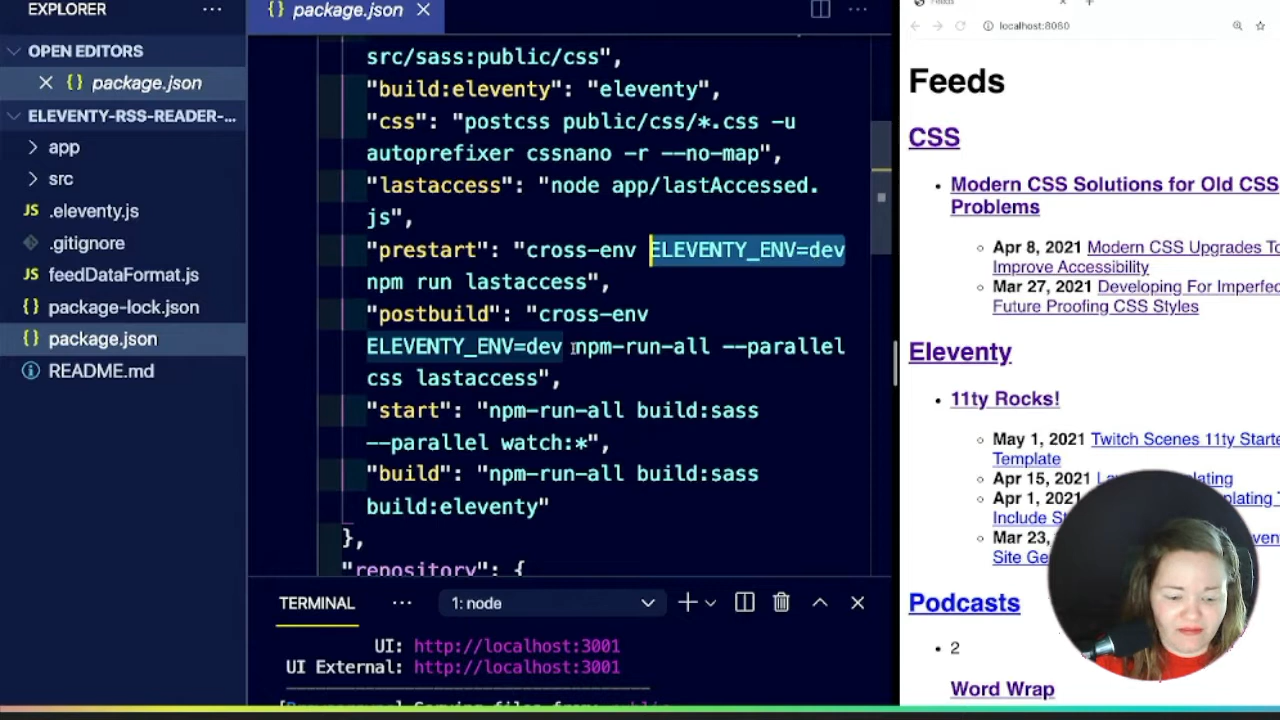 EXPLORER
...
OPEN EDITORS
{} package.json
ELEVENTY-RSS-READER-...
app
src
JS .eleventy.js
.gitignore
JS feedDataFormat.js
{} package-lock.json
{} package.json
README.md
{} package.json
...
src/sass:public/css",
"build:eleventy": "eleventy",
"css": "postcss public/css/*.css -u
autoprefixer cssnano -r --no-map",
"lastaccess": "node app/lastAccessed.
js",
"prestart": "cross-env ELEVENTY_ENV=dev
npm run lastaccess",
"postbuild": "cross-env
ELEVENTY_ENV=dev npm-run-all --parallel
css lastaccess",
"start": "npm-run-all build:sass
--parallel watch:*",
"build": "npm-run-all build:sass
build:eleventy"
},
"repository": {
TERMINAL
...
1: node
UI: http://localhost:3001
UI External: http://localhost:3001
Feeds
localhost:8080
Feeds
CSS
Modern CSS Solutions for Old CSS
Problems
Apr 8, 2021 Modern CSS Upgrades To
Improve Accessibility
Mar 27, 2021 Developing For Imperfect
Future Proofing CSS Styles
Eleventy
11ty Rocks!
May 1, 2021 Twitch Scenes 11ty Starte
Template
Apr 15, 2021
Apr 1, 2021
Include
Mar 23,
Site Ge
Podcasts
2
Word Wrap